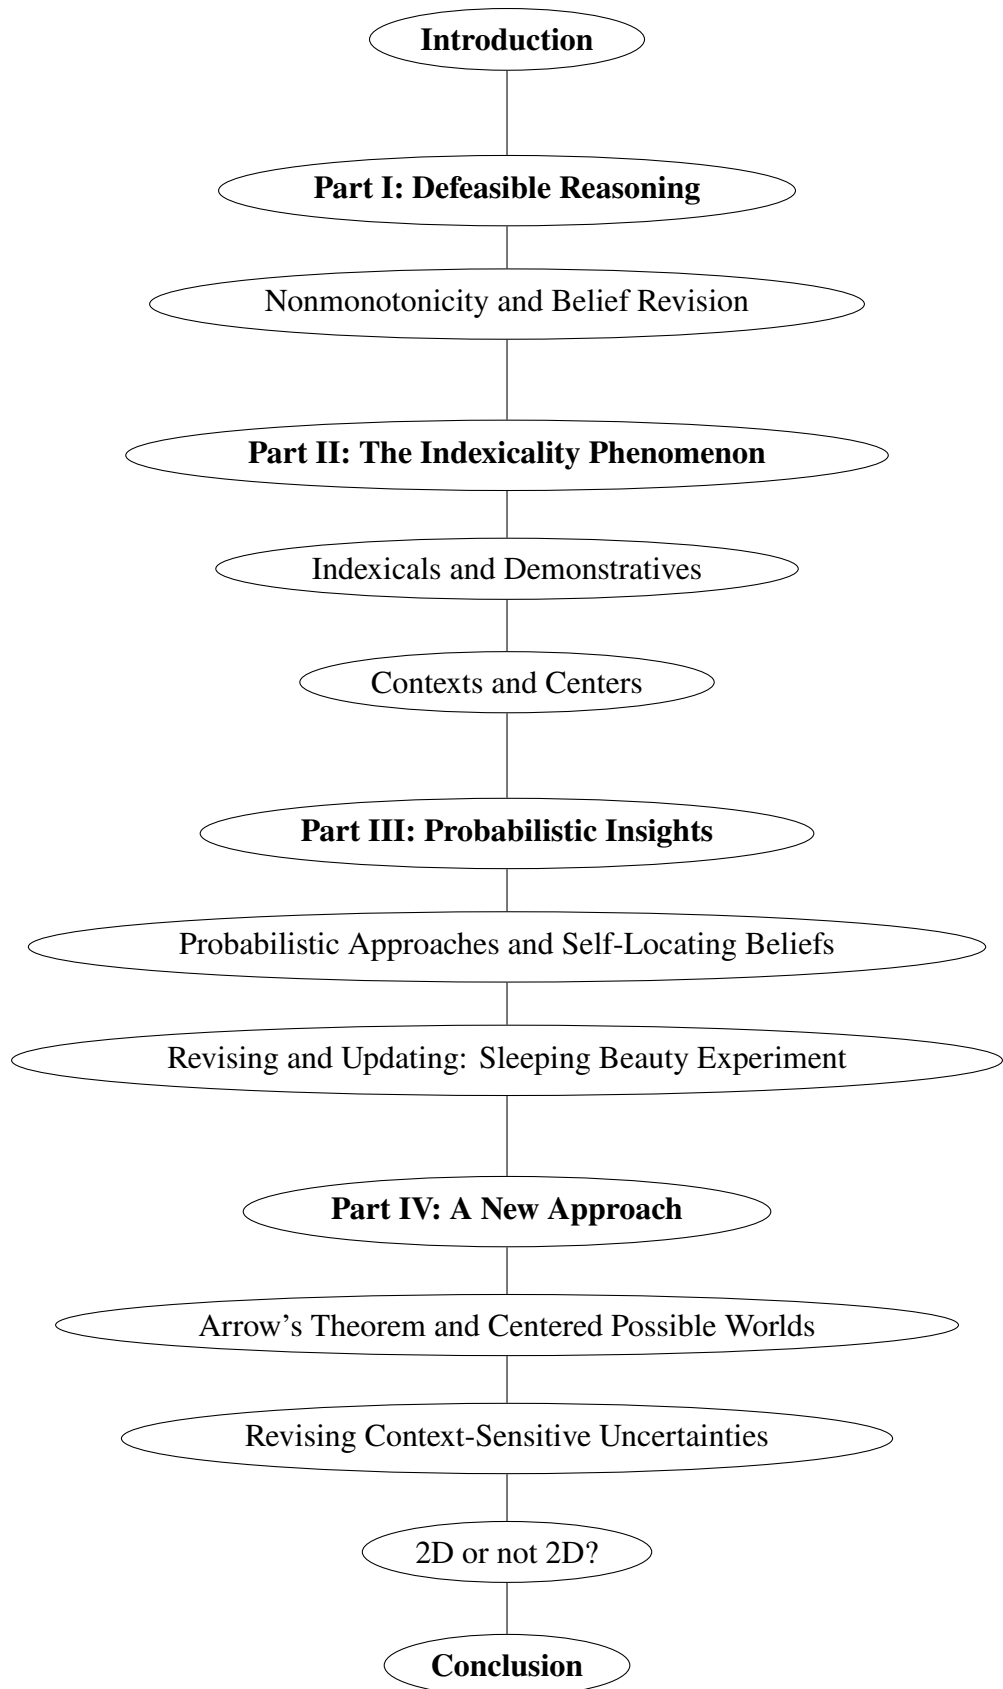 Introduction
Part I: Defeasible Reasoning
Nonmonotonicity and Belief Revision
Part II: The Indexicality Phenomenon
Indexicals and Demonstratives
Contexts and Centers
Part III: Probabilistic Insights
Probabilistic Approaches and Self-Locating Beliefs
Revising and Updating: Sleeping Beauty Experiment
Part IV: A New Approach
Arrow's Theorem and Centered Possible Worlds
Revising Context-Sensitive Uncertainties
2D or not 2D?
Conclusion